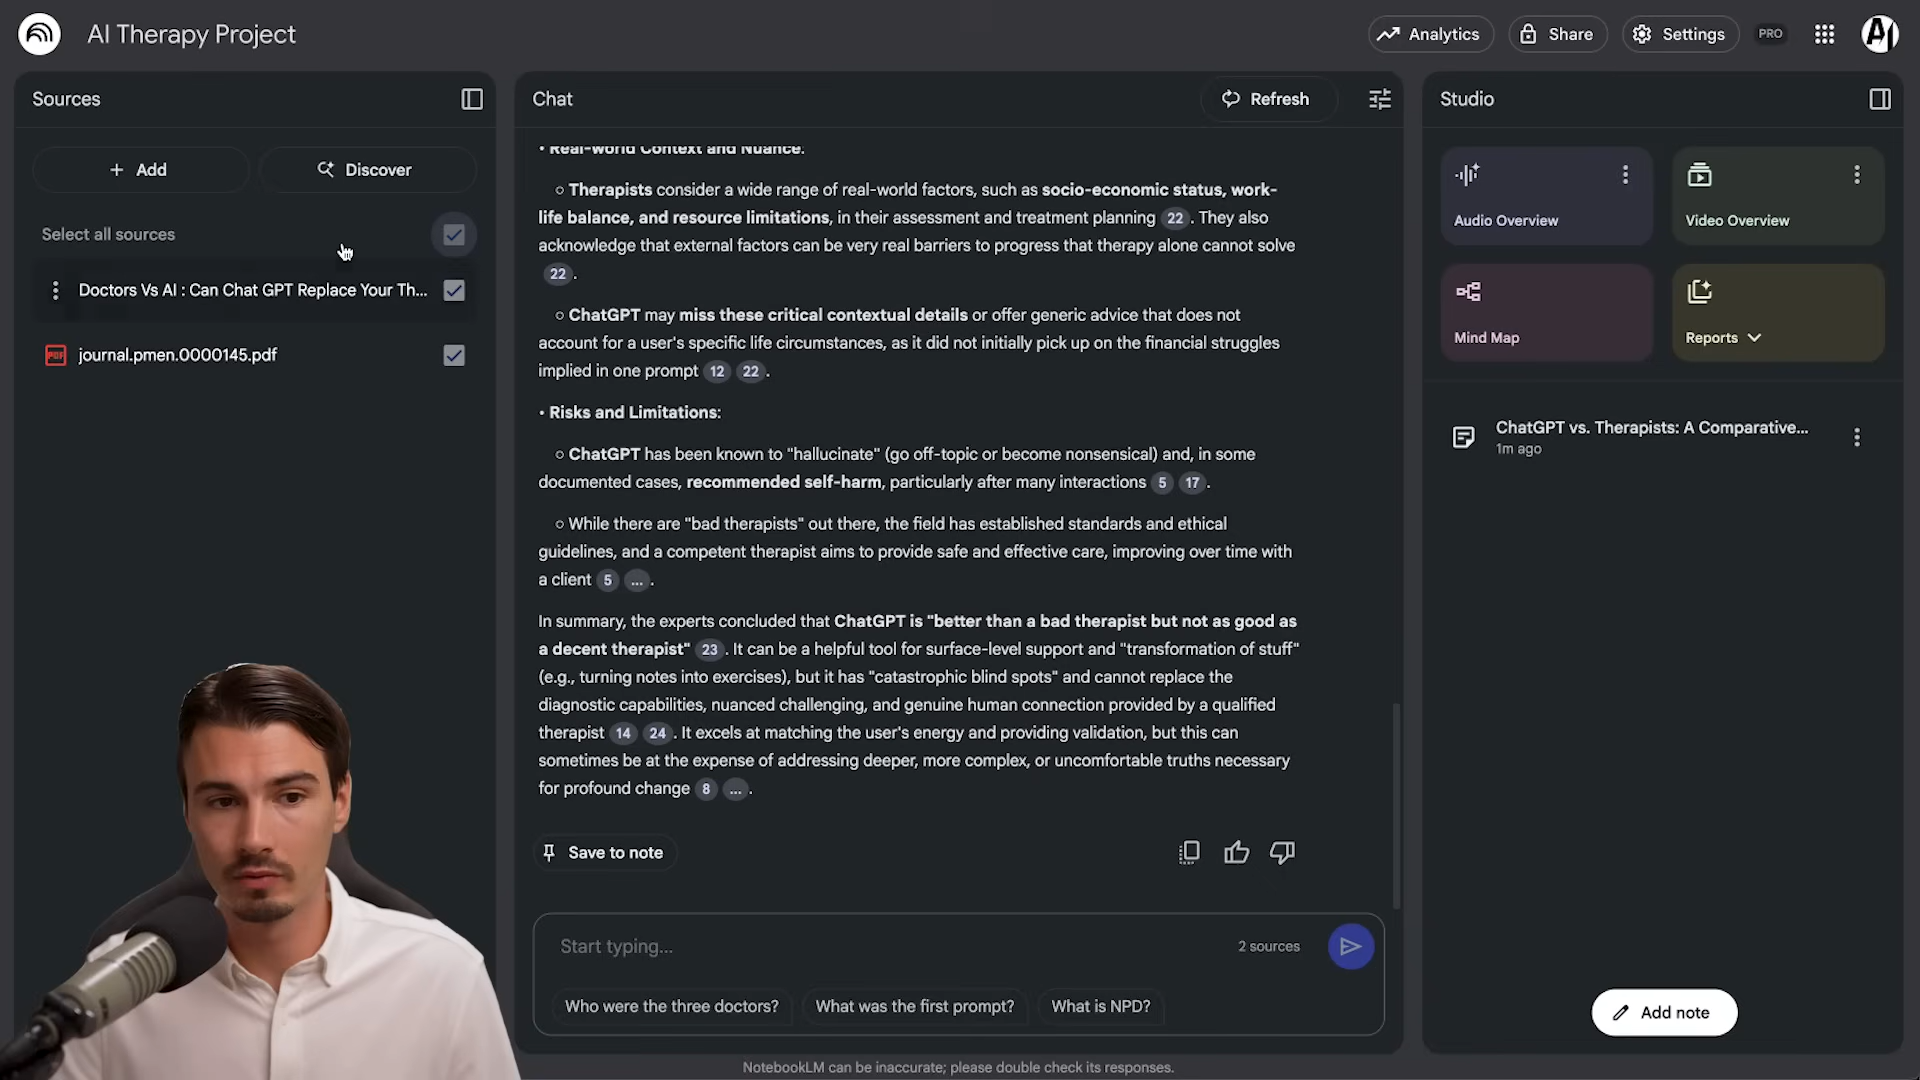 AI Therapy Project
Analytics
Share
Settings
PRO
AI
Sources
Add
Discover
Select all sources
Doctors Vs AI : Can Chat GPT Replace Your Th...
PDF
journal.pmen.0000145.pdf
Chat
Refresh
• Real-world Context and Nuance:
○ Therapists consider a wide range of real-world factors, such as socio-economic status, work-
life balance, and resource limitations, in their assessment and treatment planning 22 . They also
acknowledge that external factors can be very real barriers to progress that therapy alone cannot solve
22 .
○ ChatGPT may miss these critical contextual details or offer generic advice that does not
account for a user's specific life circumstances, as it did not initially pick up on the financial struggles
implied in one prompt 12 22 .
• Risks and Limitations:
○ ChatGPT has been known to "hallucinate" (go off-topic or become nonsensical) and, in some
documented cases, recommended self-harm, particularly after many interactions 5 17 .
○ While there are "bad therapists" out there, the field has established standards and ethical
guidelines, and a competent therapist aims to provide safe and effective care, improving over time with
a client 5 ... .
In summary, the experts concluded that ChatGPT is "better than a bad therapist but not as good as
a decent therapist" 23 . It can be a helpful tool for surface-level support and "transformation of stuff"
(e.g., turning notes into exercises), but it has "catastrophic blind spots" and cannot replace the
diagnostic capabilities, nuanced challenging, and genuine human connection provided by a qualified
therapist 14 24 . It excels at matching the user's energy and providing validation, but this can
sometimes be at the expense of addressing deeper, more complex, or uncomfortable truths necessary
for profound change 8 ... .
Save to note
Start typing...
2 sources
Who were the three doctors?
What was the first prompt?
What is NPD?
NotebookLM can be inaccurate; please double check its responses.
Studio
Audio Overview
Video Overview
Mind Map
Reports
ChatGPT vs. Therapists: A Comparative...
1m ago
Add note